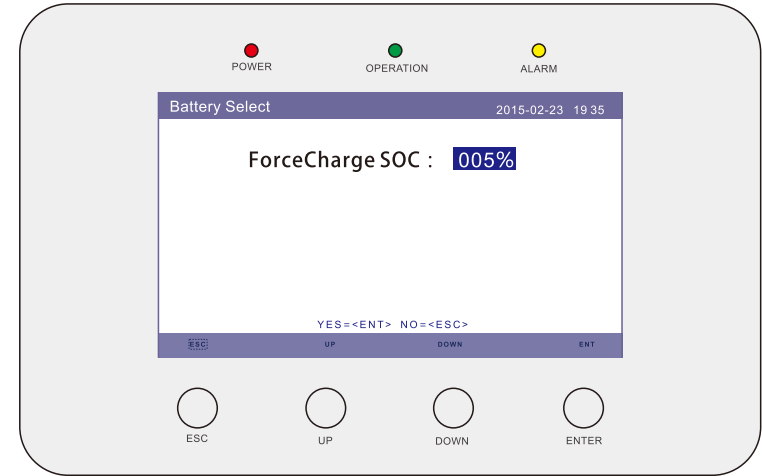 POWER OPERATION ALARM
Battery Select 2015-02-23 19 35
ForceCharge SOC : 005%
YES=<ENT> NO=<ESC>
ESC UP DOWN ENT
ESC UP DOWN ENTER